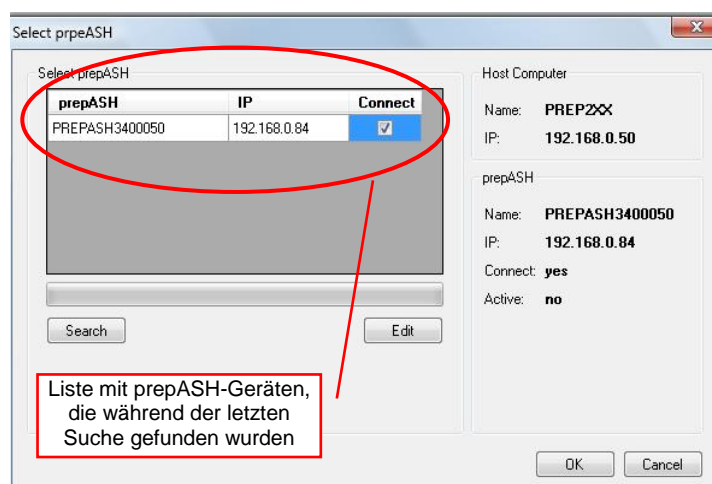 Select prpeASH
Select prepASH
prepASH IP Connect
PREPASH3400050 192.168.0.84
Search Edit
Host Computer
Name: PREP2XX
IP: 192.168.0.50
prepASH
Name: PREPASH3400050
IP: 192.168.0.84
Connect: yes
Active: no
Liste mit prepASH-Geräten,
die während der letzten
Suche gefunden wurden
OK Cancel